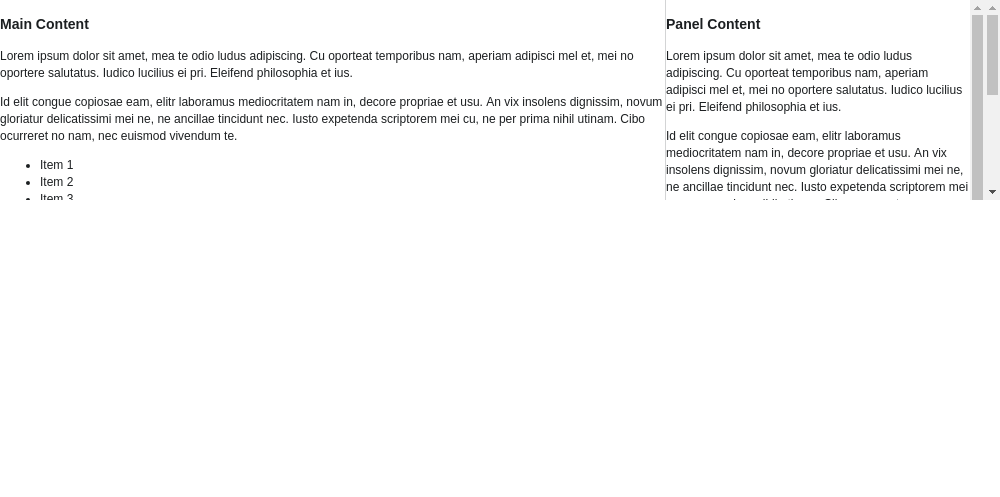 Main Content
Lorem ipsum dolor sit amet, mea te odio ludus adipiscing. Cu oporteat temporibus nam, aperiam adipisci mel et, mei no
oportere salutatus. Iudico lucilius ei pri. Eleifend philosophia et ius.
Id elit congue copiosae eam, elitr laboramus mediocritatem nam in, decore propriae et usu. An vix insolens dignissim, novum
gloriatur delicatissimi mei ne, ne ancillae tincidunt nec. Iusto expetenda scriptorem mei cu, ne per prima nihil utinam. Cibo
ocurreret no nam, nec euismod vivendum te.
Item 1
Item 2
Item 3
Panel Content
Lorem ipsum dolor sit amet, mea te odio ludus
adipiscing. Cu oporteat temporibus nam, aperiam
adipisci mel et, mei no oportere salutatus. Iudico lucilius
ei pri. Eleifend philosophia et ius.
Id elit congue copiosae eam, elitr laboramus
mediocritatem nam in, decore propriae et usu. An vix
insolens dignissim, novum gloriatur delicatissimi mei ne,
ne ancillae tincidunt nec. Iusto expetenda scriptorem mei